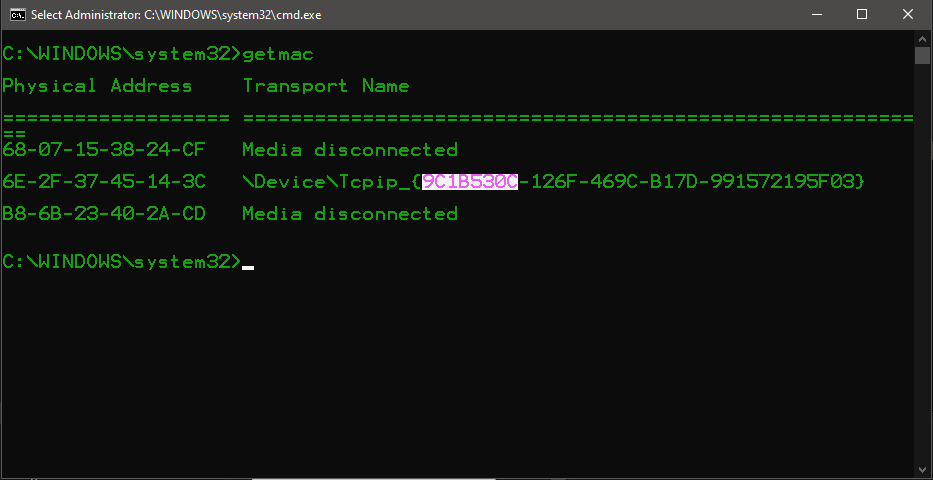 Select Administrator: C:\WINDOWS\system32\cmd.exe
C:\WINDOWS\system32>getmac
Physical Address    Transport Name
=================== ========================================================
==
68-07-15-38-24-CF   Media disconnected
6E-2F-37-45-14-3C   \Device\Tcpip_{9C1B530C-126F-469C-B17D-991572195F03}
B8-6B-23-40-2A-CD   Media disconnected
C:\WINDOWS\system32>